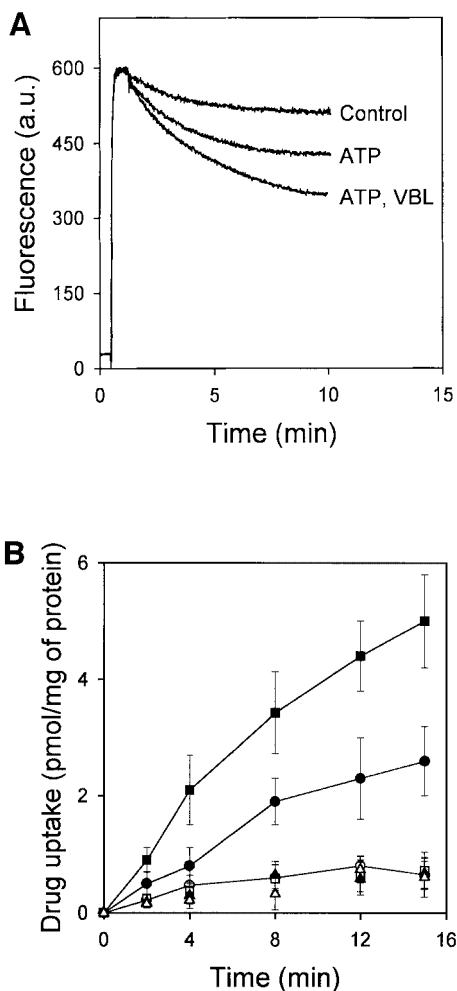 A
Fluorescence (a.u.)
600
450
300
150
0
Control
ATP
ATP, VBL
0
5
10
15
Time (min)
B
Drug uptake (pmol/mg of protein)
6
4
2
0
0
4
8
12
16
Time (min)